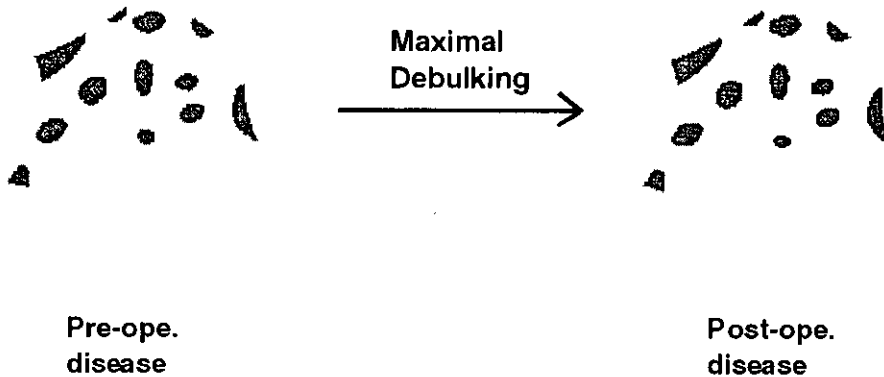 Maximal
Debulking
Pre-ope.
disease
Post-ope.
disease